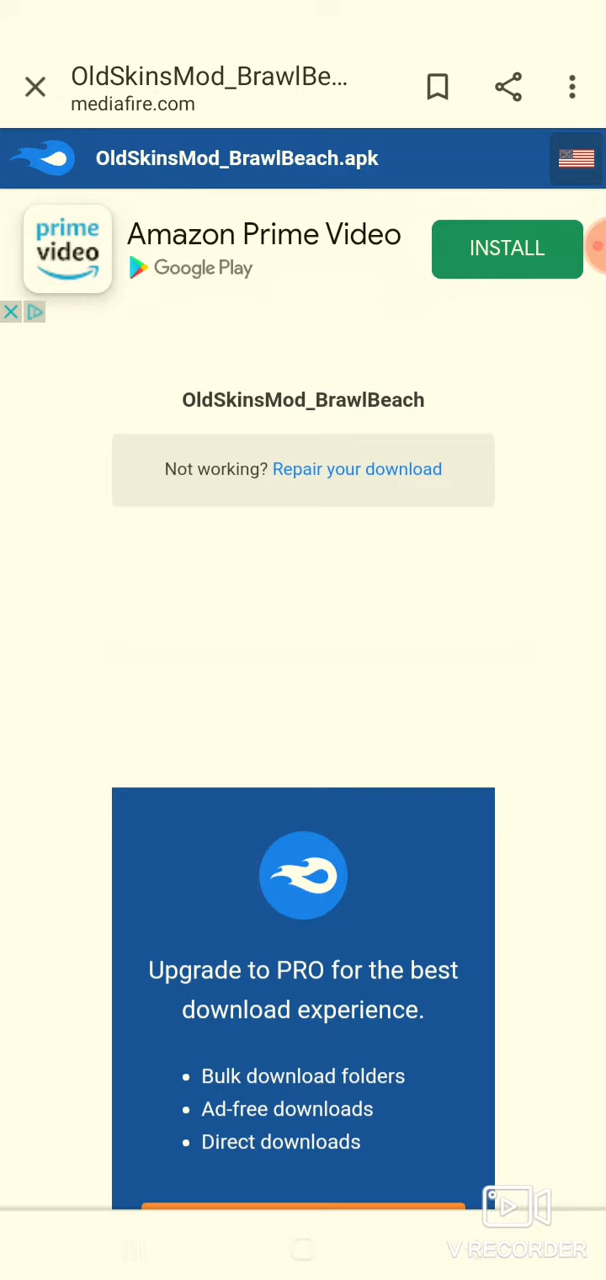 OldSkinsMod_BrawlBe...
mediafire.com
OldSkinsMod_BrawlBeach.apk
prime
video
Amazon Prime Video
Google Play
INSTALL
OldSkinsMod_BrawlBeach
Not working? Repair your download
Upgrade to PRO for the best
download experience.
• Bulk download folders
• Ad-free downloads
• Direct downloads
V RECORDER